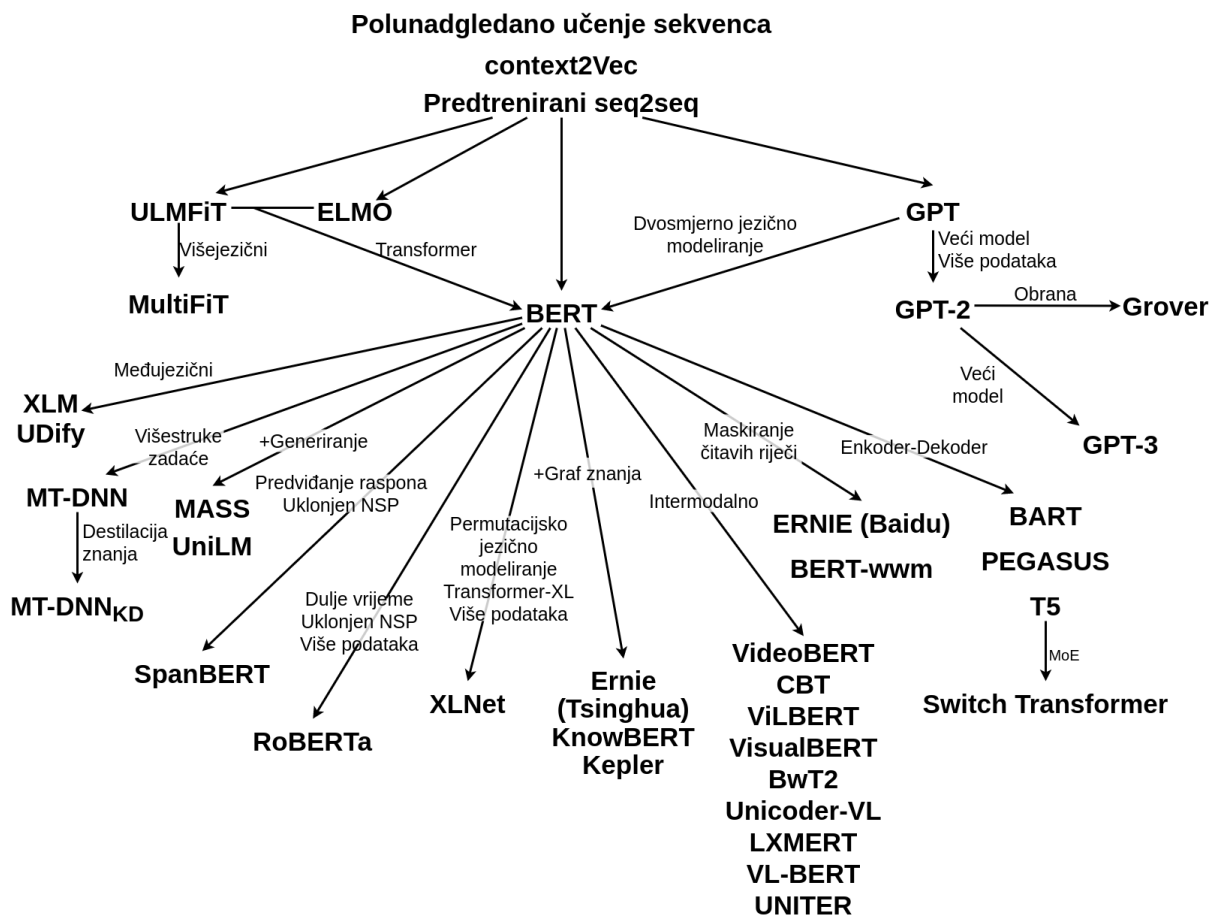 Polunadgledano učenje sekvenca
context2Vec
Predtrenirani seq2seq
ULMFiT
ELMO
GPT
Višejezični
Transformer
Dvosmjerno jezično
modeliranje
Veći model
Više podataka
MultiFiT
BERT
GPT-2
Obrana
Grover
Međujezični
Veći
model
XLM
UDify
Višestruke
zadaće
+Generiranje
Maskiranje
čitavih riječi
Enkoder-Dekoder
GPT-3
MT-DNN
MASS
UniLM
Predviđanje raspona
Uklonjen NSP
+Graf znanja
Intermodalno
ERNIE (Baidu)
BERT-wwm
BART
PEGASUS
T5
Destilacija
znanja
MT-DNNKD
Permutacijsko
jezično
modeliranje
Transformer-XL
Više podataka
Dulje vrijeme
Uklonjen NSP
Više podataka
MoE
SpanBERT
RoBERTa
XLNet
Ernie
(Tsinghua)
KnowBERT
Kepler
VideoBERT
CBT
ViLBERT
VisualBERT
BwT2
Unicoder-VL
LXMERT
VL-BERT
UNITER
Switch Transformer